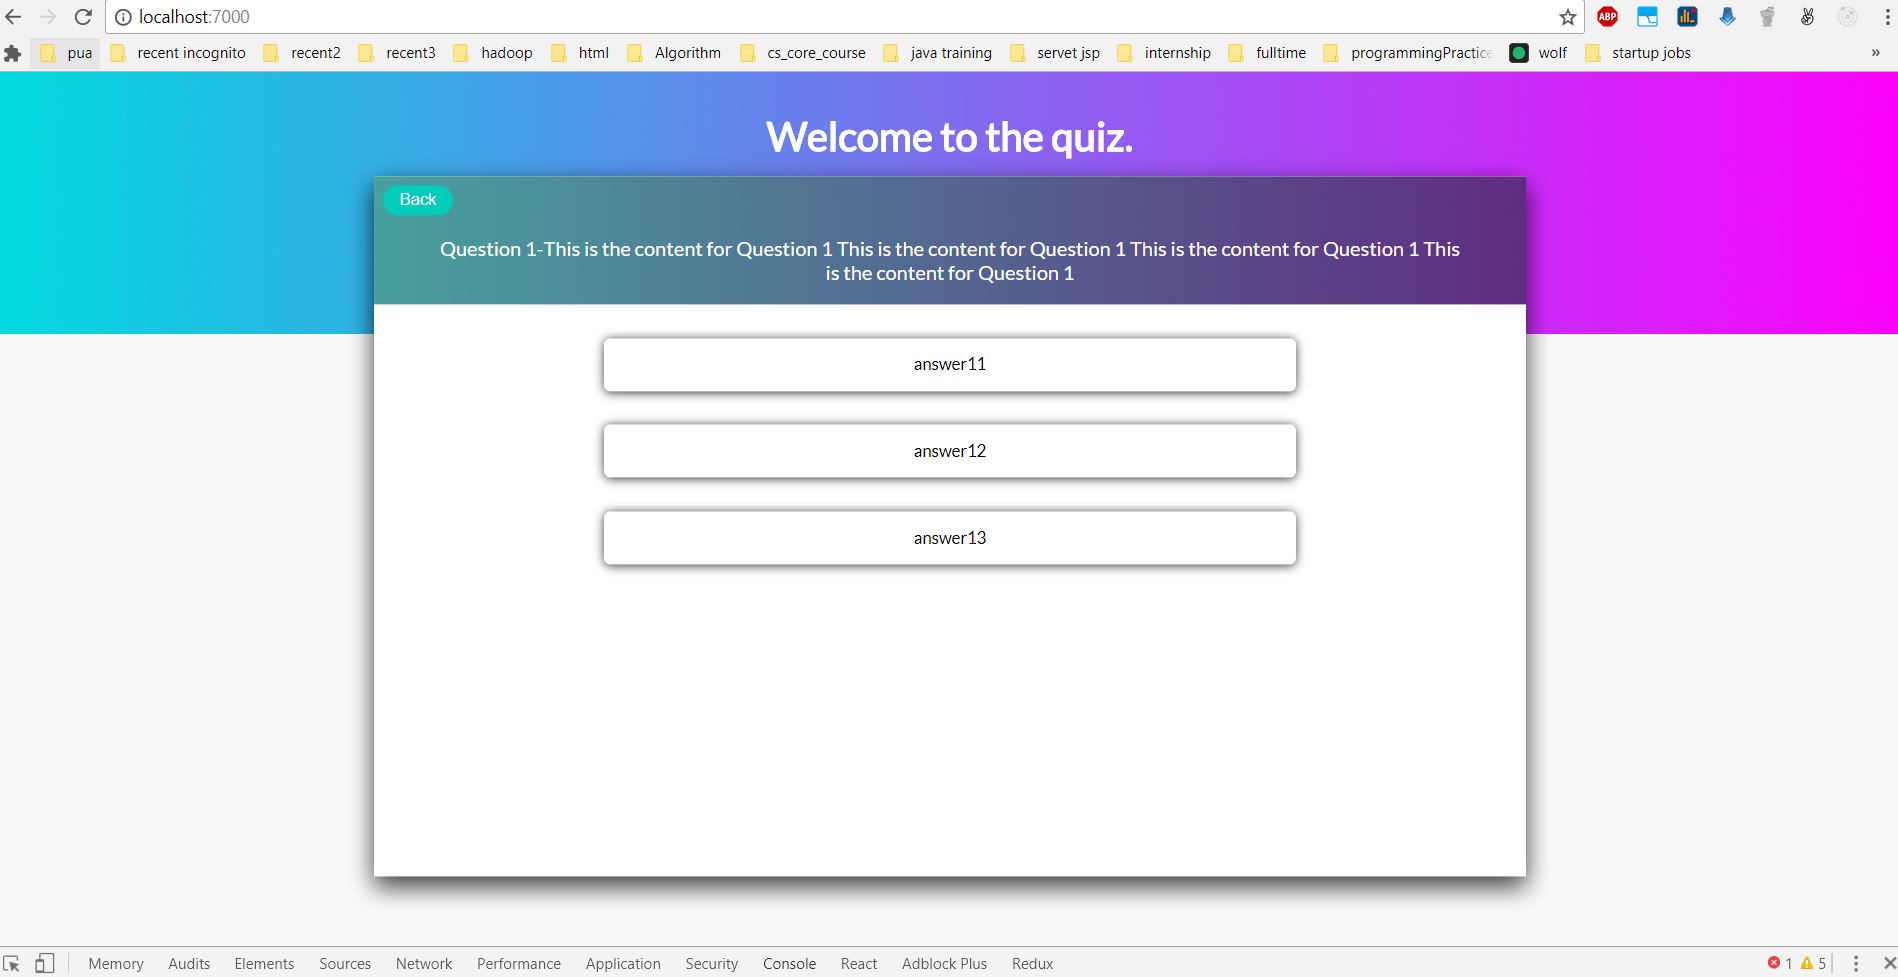 localhost:7000
ABP
pua recent incognito recent2 recent3 hadoop html Algorithm cs_core_course java training servet jsp internship fulltime programmingPractice wolf startup jobs »
Welcome to the quiz.
Back
Question 1-This is the content for Question 1 This is the content for Question 1 This is the content for Question 1 This
is the content for Question 1
answer11
answer12
answer13
Memory Audits Elements Sources Network Performance Application Security Console React Adblock Plus Redux 1 5